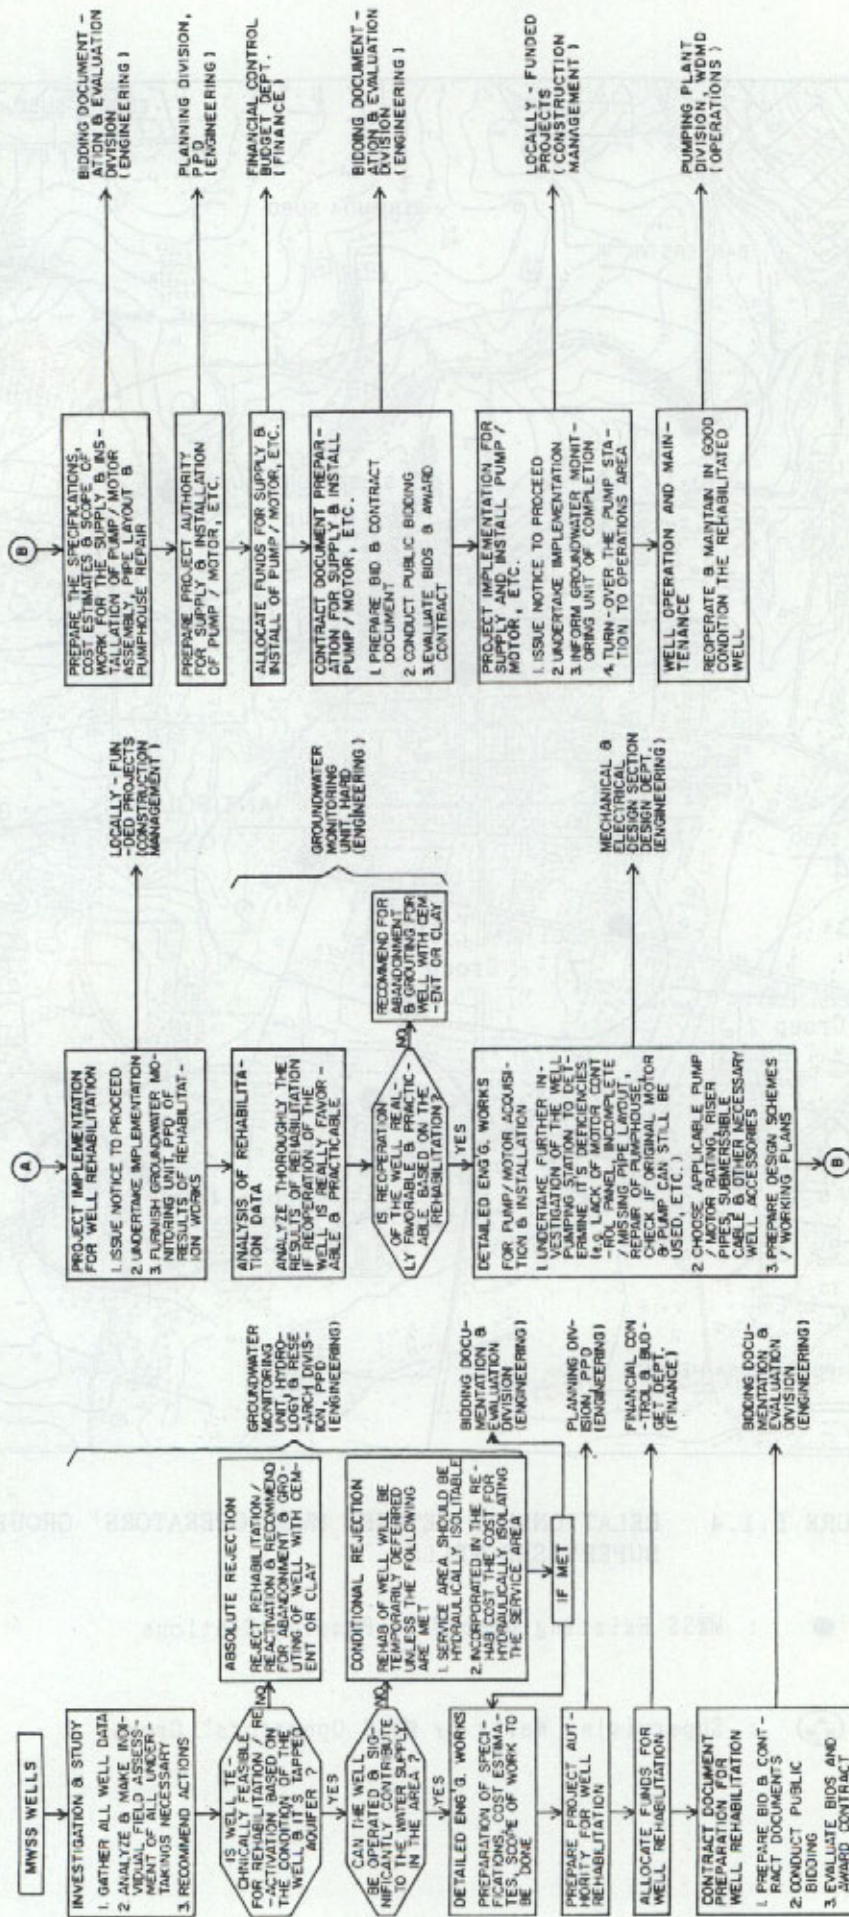 MWSS WELLS
INVESTIGATION & STUDY
1. GATHER ALL WELL DATA
2. ANALYZE & MAKE INDI-
VIDUAL FIELD ASSESS-
MENT OF ALL UNDER-
TAKINGS NECESSARY
3. RECOMMEND ACTIONS
IS WELL TE-
CHNICALLY FEASIBLE
FOR REHABILITATION / RE
-ACTIVATION BASED ON
THE CONDITION OF THE
WELL & IT'S TAPPED
AQUIFER ?
NO
ABSOLUTE REJECTION
REJECT REHABILITATION /
REACTIVATION & RECOMMEND
FOR ABANDONMENT & GRO-
UTING OF WELL WITH CEM-
ENT OR CLAY
YES
CAN THE WELL
BE OPERATED & SIG-
NIFICANTLY CONTRIBUTE
TO THE WATER SUPPLY
IN THE AREA ?
NO
CONDITIONAL REJECTION
REHAB OF WELL WILL BE
TEMPORARILY DEFERRED
UNLESS THE FOLLOWING
ARE MET
1. SERVICE AREA SHOULD BE
HYDRAULICALLY ISOLITABLE
2. INCORPORATED IN THE RE-
HAB COST THE COST FOR
HYDRAULICALLY ISOLATING
THE SERVICE AREA
GROUNDWATER
MONITORING
UNIT, HYDRO-
LOGY & RESE
-ARCH DIVIS-
ION, PPD
(ENGINEERING)
IF MET
YES
DETAILED ENG'G. WORKS
PREPARATION OF SPECI-
FICATIONS, COST ESTIMA-
TES, SCOPE OF WORK TO
BE DONE
BIDDING DOCU-
MENTATION &
EVALUATION
DIVISION
(ENGINEERING)
PREPARE PROJECT AUT-
HORITY FOR WELL
REHABILITATION
PLANNING DIV-
ISION, PPD
(ENGINEERING)
ALLOCATE FUNDS FOR
WELL REHABILITATION
FINANCIAL CON
-TROL & BUD-
GET DEPT.
(FINANCE)
CONTRACT DOCUMENT
PREPARATION FOR
WELL REHABILITATION
1. PREPARE BID & CONT-
RACT DOCUMENTS
2. CONDUCT PUBLIC
BIDDING
3. EVALUATE BIDS AND
AWARD CONTRACT
BIDDING DOCU-
MENTATION &
EVALUATION
DIVISION
(ENGINEERING)
A
PROJECT IMPLEMENTATION
FOR WELL REHABILITATION
1. ISSUE NOTICE TO PROCEED
2. UNDERTAKE IMPLEMENTATION
3. FURNISH GROUNDWATER MO-
NITORING UNIT, PPD OF
RESULTS OF REHABILITAT-
ION WORKS
LOCALLY - FUN
-DED PROJECTS
(CONSTRUCTION
MANAGEMENT)
ANALYSIS OF REHABILITA-
TION DATA
ANALYZE THOROUGHLY THE
RESULTS OF REHABILITATION
IF REOPERATION OF THE
WELL IS REALLY FAVOR-
ABLE & PRACTICABLE
IS REOPERATION
OF THE WELL REAL-
LY FAVORABLE & PRACTIC-
ABLE BASED ON THE
REHABILITATION ?
NO
RECOMMEND FOR
ABANDONMENT
& GROUTING FOR
WELL WITH CEM
-ENT OR CLAY
GROUNDWATER
MONITORING
UNIT, HARD
(ENGINEERING)
YES
DETAILED ENG'G. WORKS
FOR PUMP/MOTOR ACQUISI-
TION & INSTALLATION
1. UNDERTAKE FURTHER IN-
VESTIGATION OF THE WELL
PUMPING STATION TO DET-
ERMINE IT'S DEFICIENCIES
(e.g. LACK OF MOTOR CONT
-ROL PANEL, INCOMPLETE
/ MISSING PIPE LAYOUT,
REPAIR OF PUMPHOUSE,
CHECK IF ORIGINAL MOTOR
& PUMP CAN STILL BE
USED, ETC.)
2. CHOOSE APPLICABLE PUMP
/ MOTOR RATING, RISER
PIPES, SUBMERSSIBLE
CABLE & OTHER NECESSARY
WELL ACCESSORIES
3. PREPARE DESIGN SCHEMES
/ WORKING PLANS
MECHANICAL &
ELECTRICAL
DESIGN SECTION
DESIGN DEPT.
(ENGINEERING)
B
B
PREPARE THE SPECIFICATIONS,
COST ESTIMATES & SCOPE OF
WORK FOR THE SUPPLY & INS-
TALLATION OF PUMP / MOTOR
ASSEMBLY, PIPE LAYOUT &
PUMPHOUSE REPAIR
BIDDING DOCUMENT -
ATION & EVALUATION
DIVISION
(ENGINEERING)
PREPARE PROJECT AUTHORITY
FOR SUPPLY & INSTALLATION
OF PUMP / MOTOR, ETC.
PLANNING DIVISION,
PPD
(ENGINEERING)
ALLOCATE FUNDS FOR SUPPLY &
INSTALL OF PUMP / MOTOR, ETC.
FINANCIAL CONTROL
BUDGET DEPT.
(FINANCE)
CONTRACT DOCUMENT PREPAR-
ATION FOR SUPPLY & INSTALL
PUMP / MOTOR, ETC.
1. PREPARE BID & CONTRACT
DOCUMENT
2. CONDUCT PUBLIC BIDDING
3. EVALUATE BIDS & AWARD
CONTRACT
BIDDING DOCUMENT -
ATION & EVALUATION
DIVISION
(ENGINEERING)
PROJECT IMPLEMENTATION FOR
SUPPLY AND INSTALL PUMP /
MOTOR, ETC.
1. ISSUE NOTICE TO PROCEED
2. UNDERTAKE IMPLEMENTATION
3. INFORM GROUNDWATER MONIT-
ORING UNIT OF COMPLETION
4. TURN-OVER THE PUMP STA-
TION TO OPERATIONS AREA
LOCALLY - FUNDED
PROJECTS
(CONSTRUCTION
MANAGEMENT)
WELL OPERATION AND MAIN-
TENANCE
REOPERATE & MAINTAIN IN GOOD
CONDITION THE REHABILITATED
WELL
PUMPING PLANT
DIVISION, WDMD
(OPERATIONS)